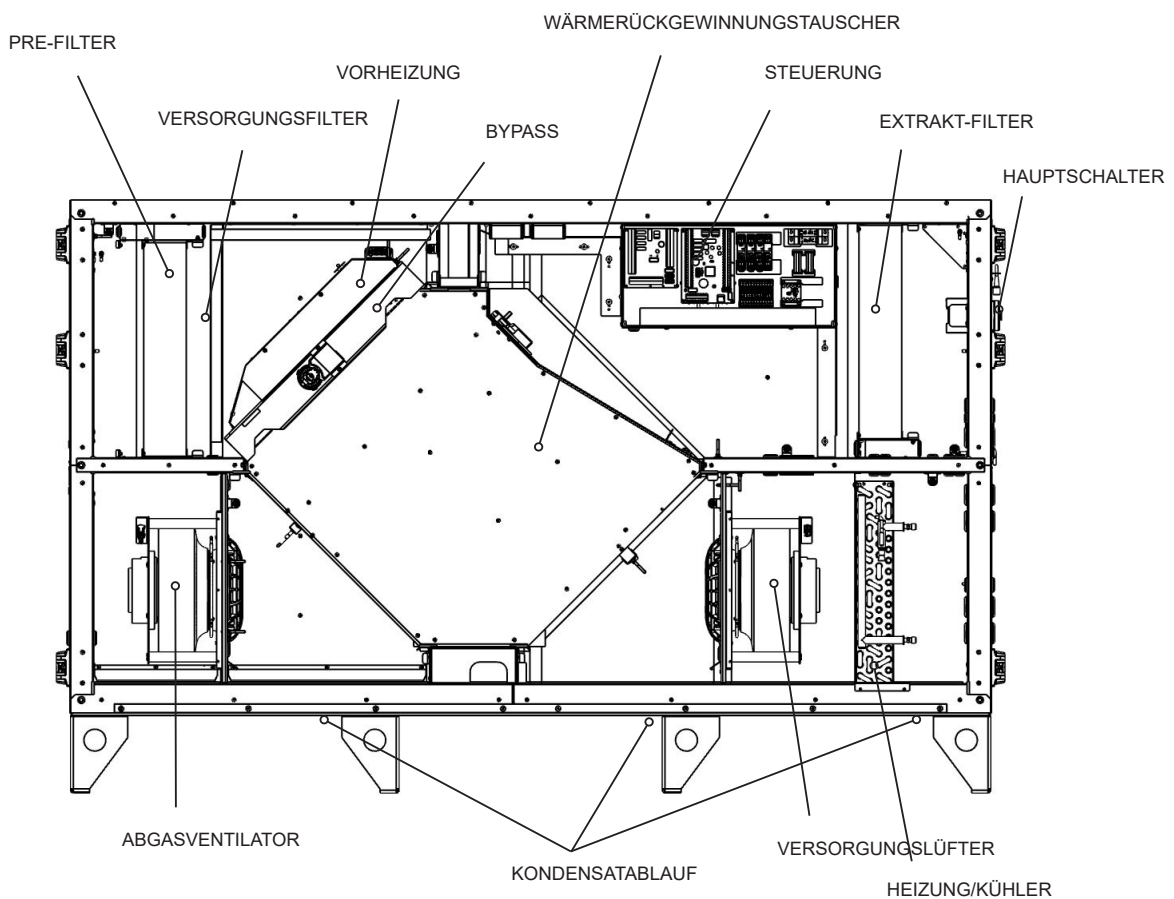 WÄRMERÜCKGEWINNUNGSTAUSCHER
PRE-FILTER
VORHEIZUNG
STEUERUNG
VERSORGUNGSFILTER
BYPASS
EXTRAKT-FILTER
HAUPTSCHALTER
ABGASVENTILATOR
VERSORGUNGSLÜFTER
KONDENSATABLAUF
HEIZUNG/KÜHLER